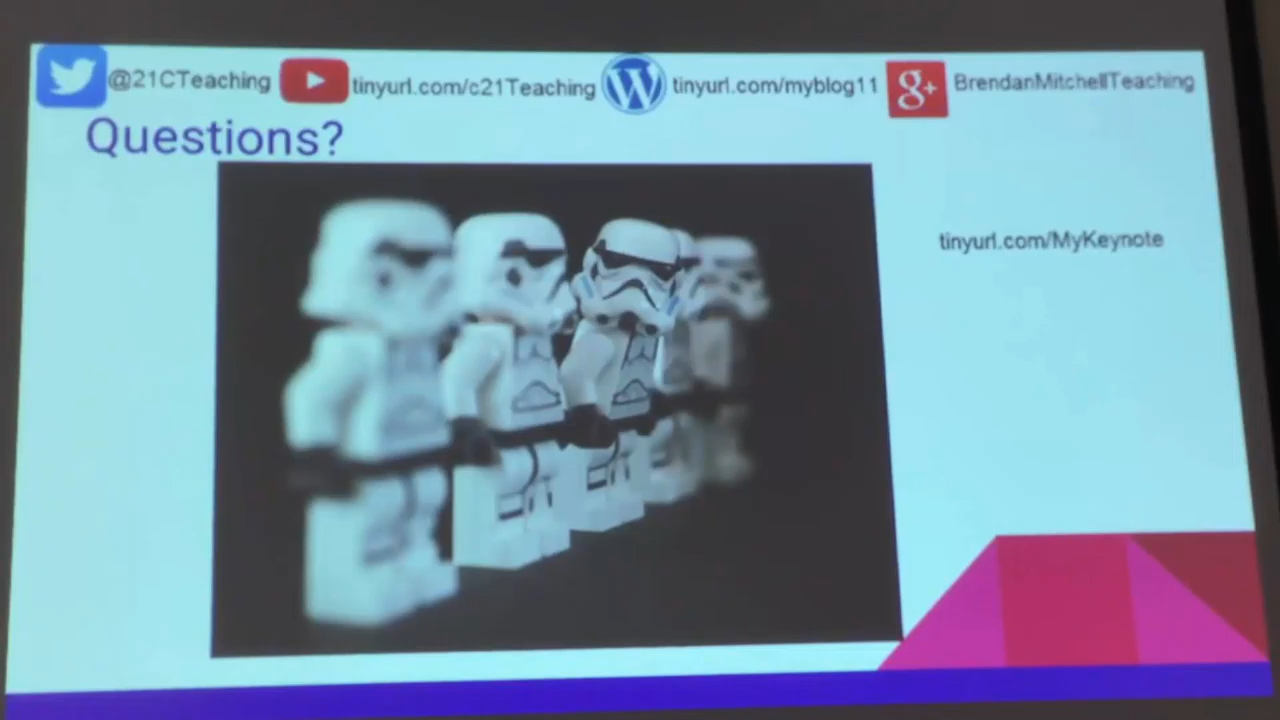 @21CTeaching tinyurl.com/c21Teaching tinyurl.com/myblog11 g+ BrendanMitchellTeaching
Questions?
tinyurl.com/MyKeynote